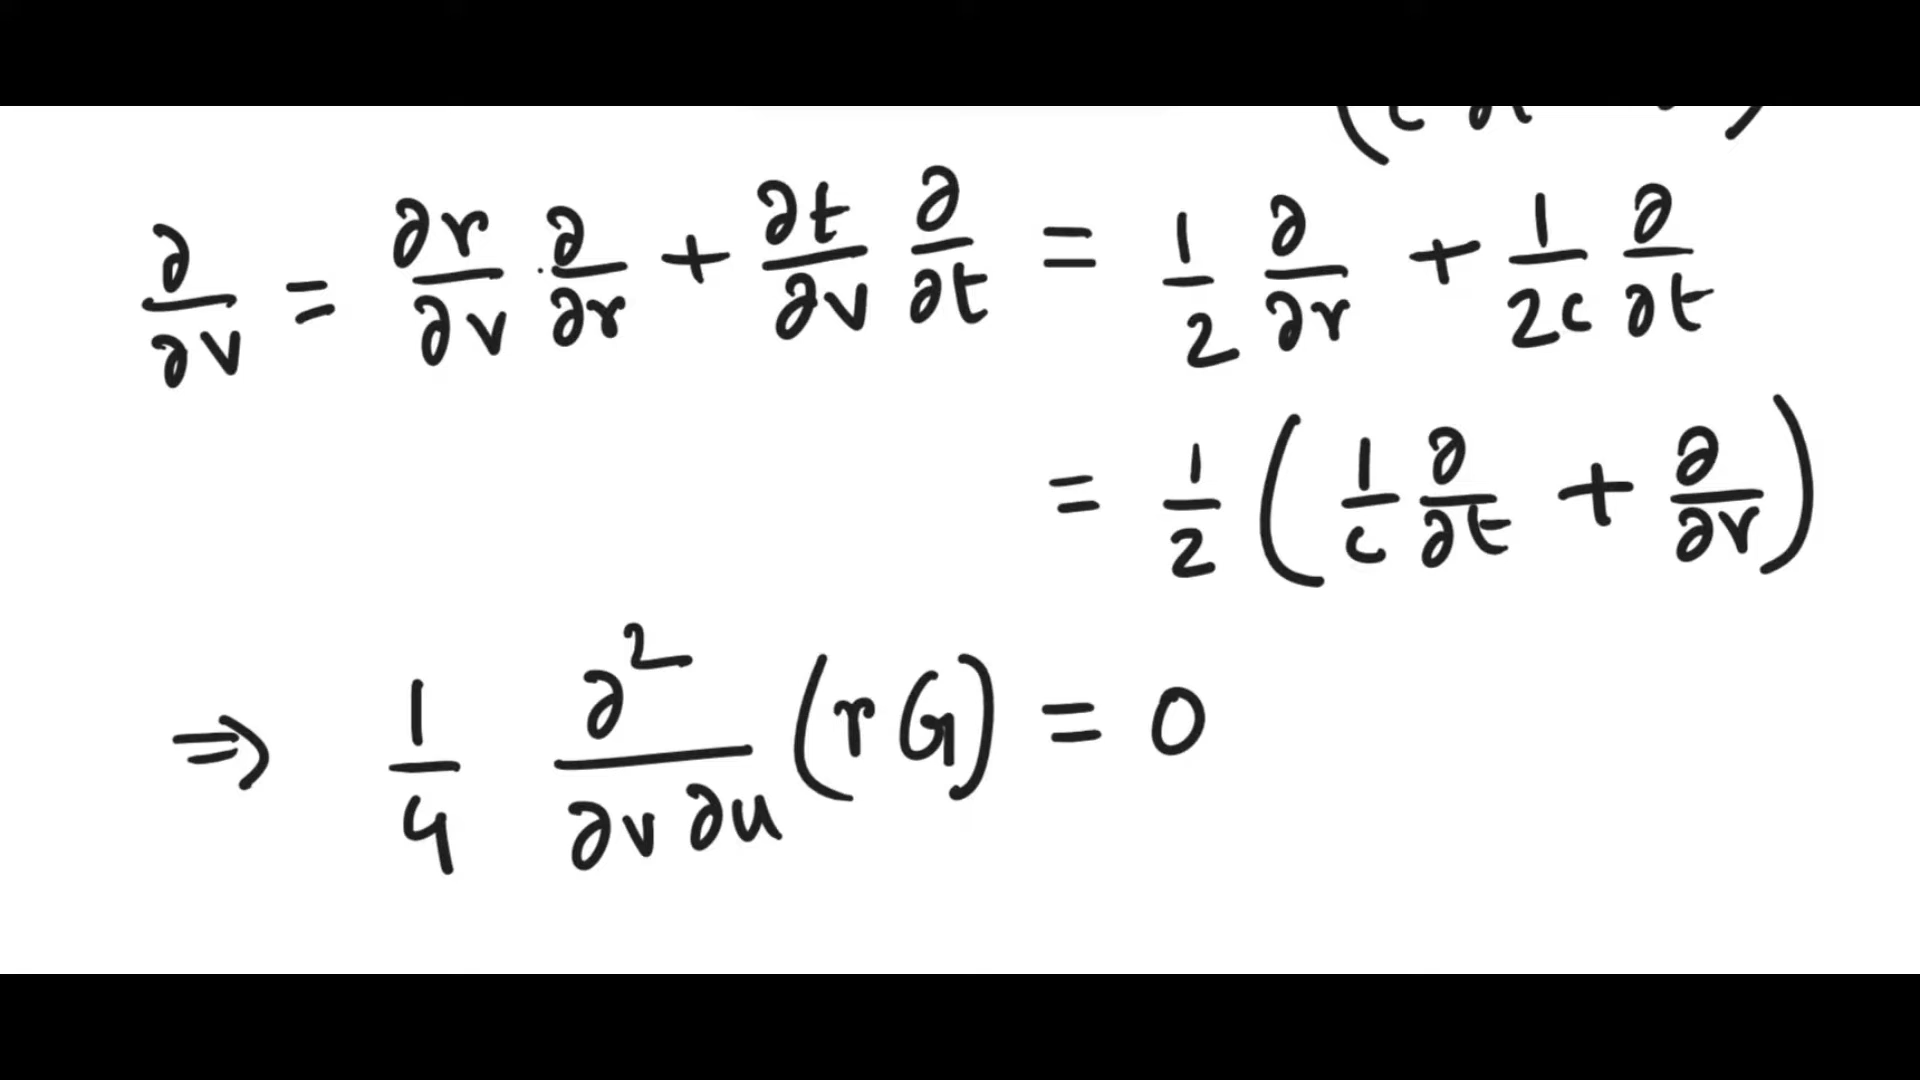 ∂/∂v = ∂r/∂v · ∂/∂r + ∂t/∂v ∂/∂t = 1/2 ∂/∂r + 1/2c ∂/∂t
= 1/2 (1/c ∂/∂t + ∂/∂r)
⇒ 1/4 ∂²/∂v∂u (rG) = 0